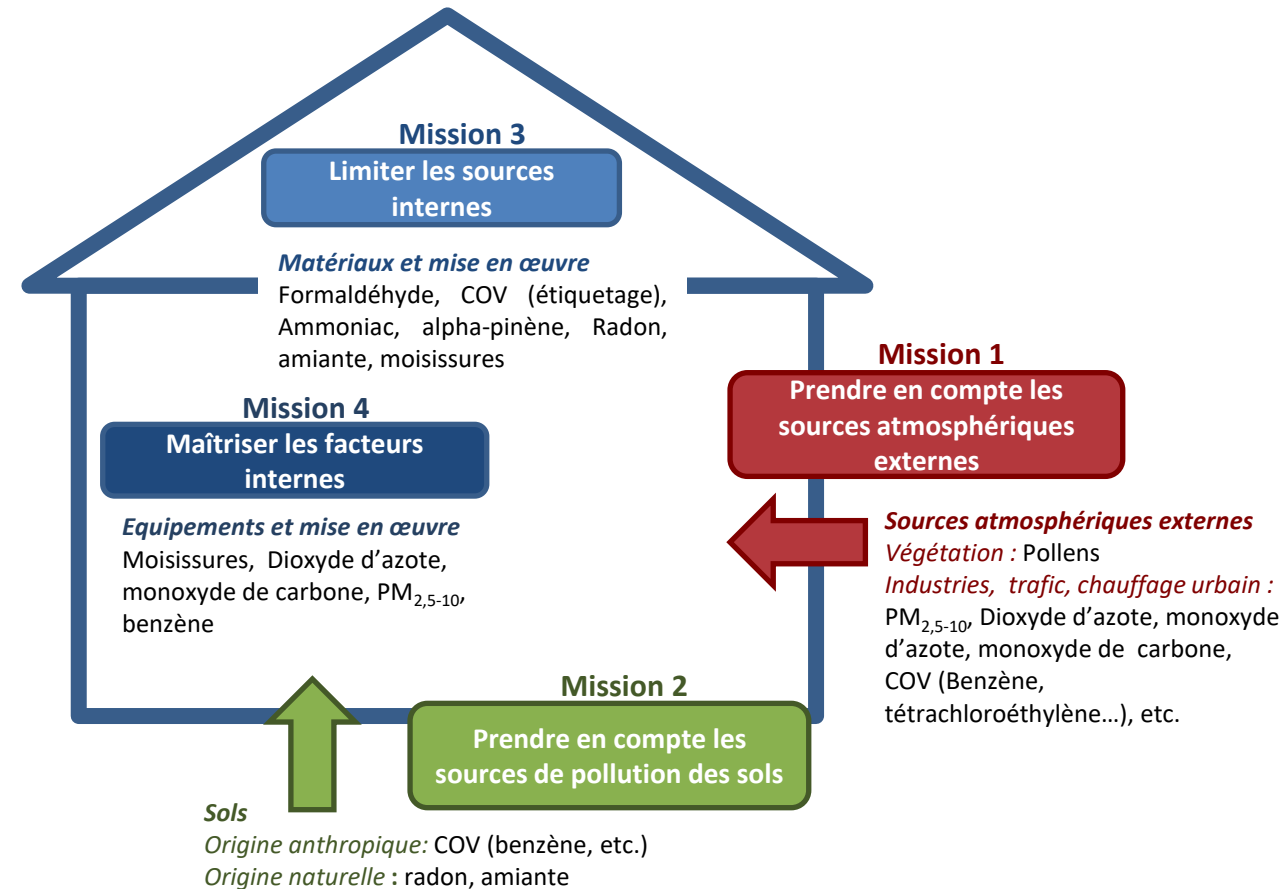 Mission 3
Limiter les sources
internes
Matériaux et mise en œuvre
Formaldéhyde, COV (étiquetage),
Ammoniac, alpha-pinène, Radon,
amiante, moisissures
Mission 1
Prendre en compte les
sources atmosphériques
externes
Mission 4
Maîtriser les facteurs
internes
Equipements et mise en œuvre
Moisissures, Dioxyde d'azote,
monoxyde de carbone, PM2,5-10,
benzène
Sources atmosphériques externes
Végétation : Pollens
Industries, trafic, chauffage urbain :
PM2,5-10, Dioxyde d'azote, monoxyde
d'azote, monoxyde de carbone,
COV (Benzène,
tétrachloroéthylène...), etc.
Mission 2
Prendre en compte les
sources de pollution des sols
Sols
Origine anthropique: COV (benzène, etc.)
Origine naturelle : radon, amiante